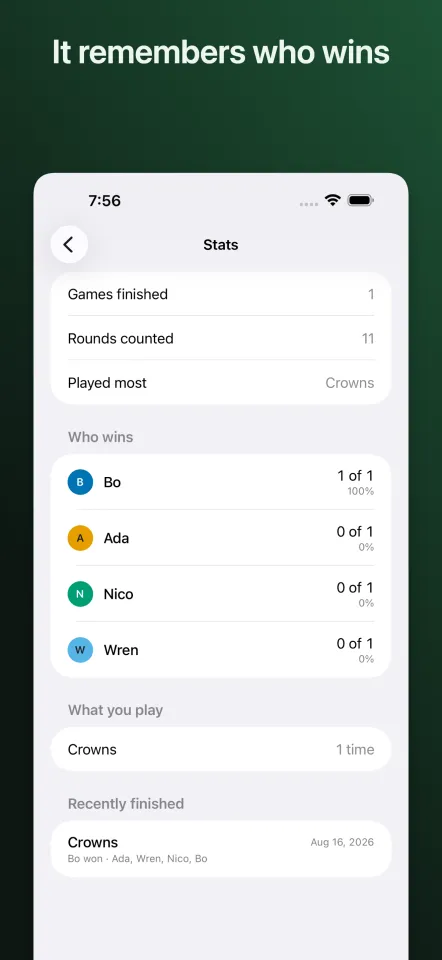 It remembers who wins
7:56
Stats
Games finished 1
Rounds counted 11
Played most Crowns
Who wins
B Bo 1 of 1
100%
A Ada 0 of 1
0%
N Nico 0 of 1
0%
W Wren 0 of 1
0%
What you play
Crowns 1 time
Recently finished
Crowns Aug 16, 2026
Bo won · Ada, Wren, Nico, Bo